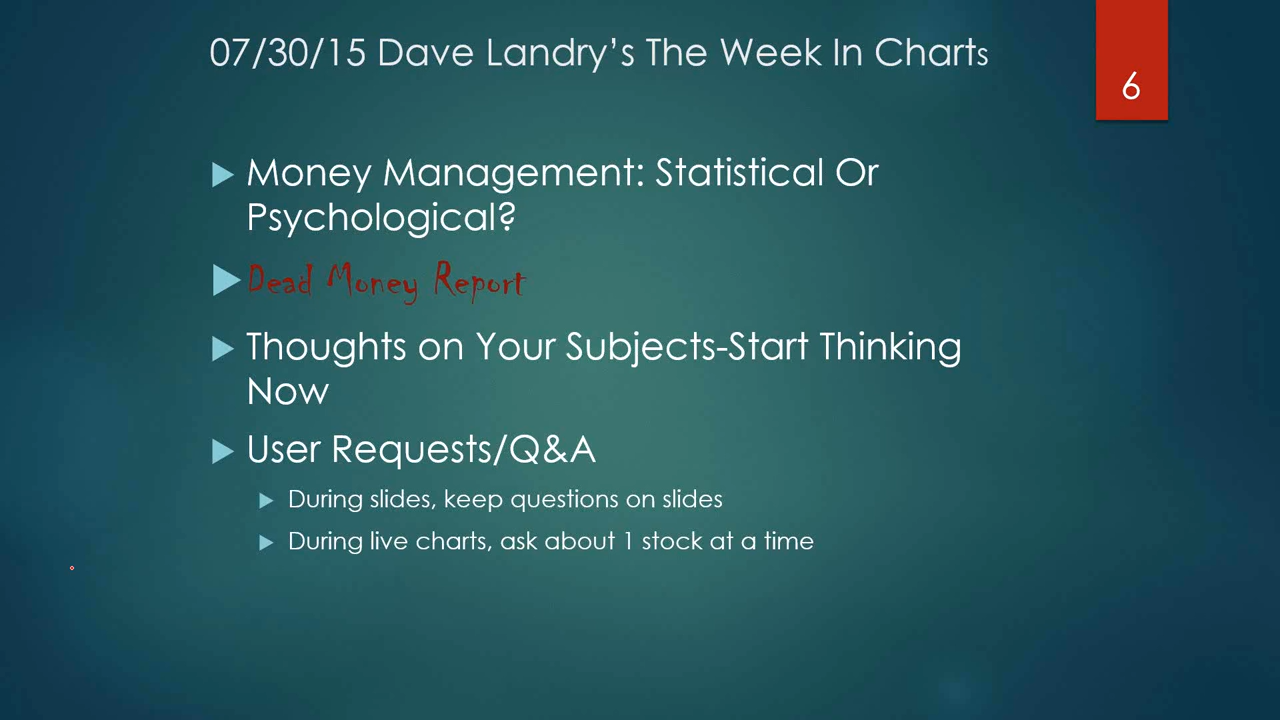 07/30/15 Dave Landry’s The Week In Charts
6
Money Management: Statistical Or
Psychological?
Dead Money Report
Thoughts on Your Subjects-Start Thinking
Now
User Requests/Q&A
During slides, keep questions on slides
During live charts, ask about 1 stock at a time